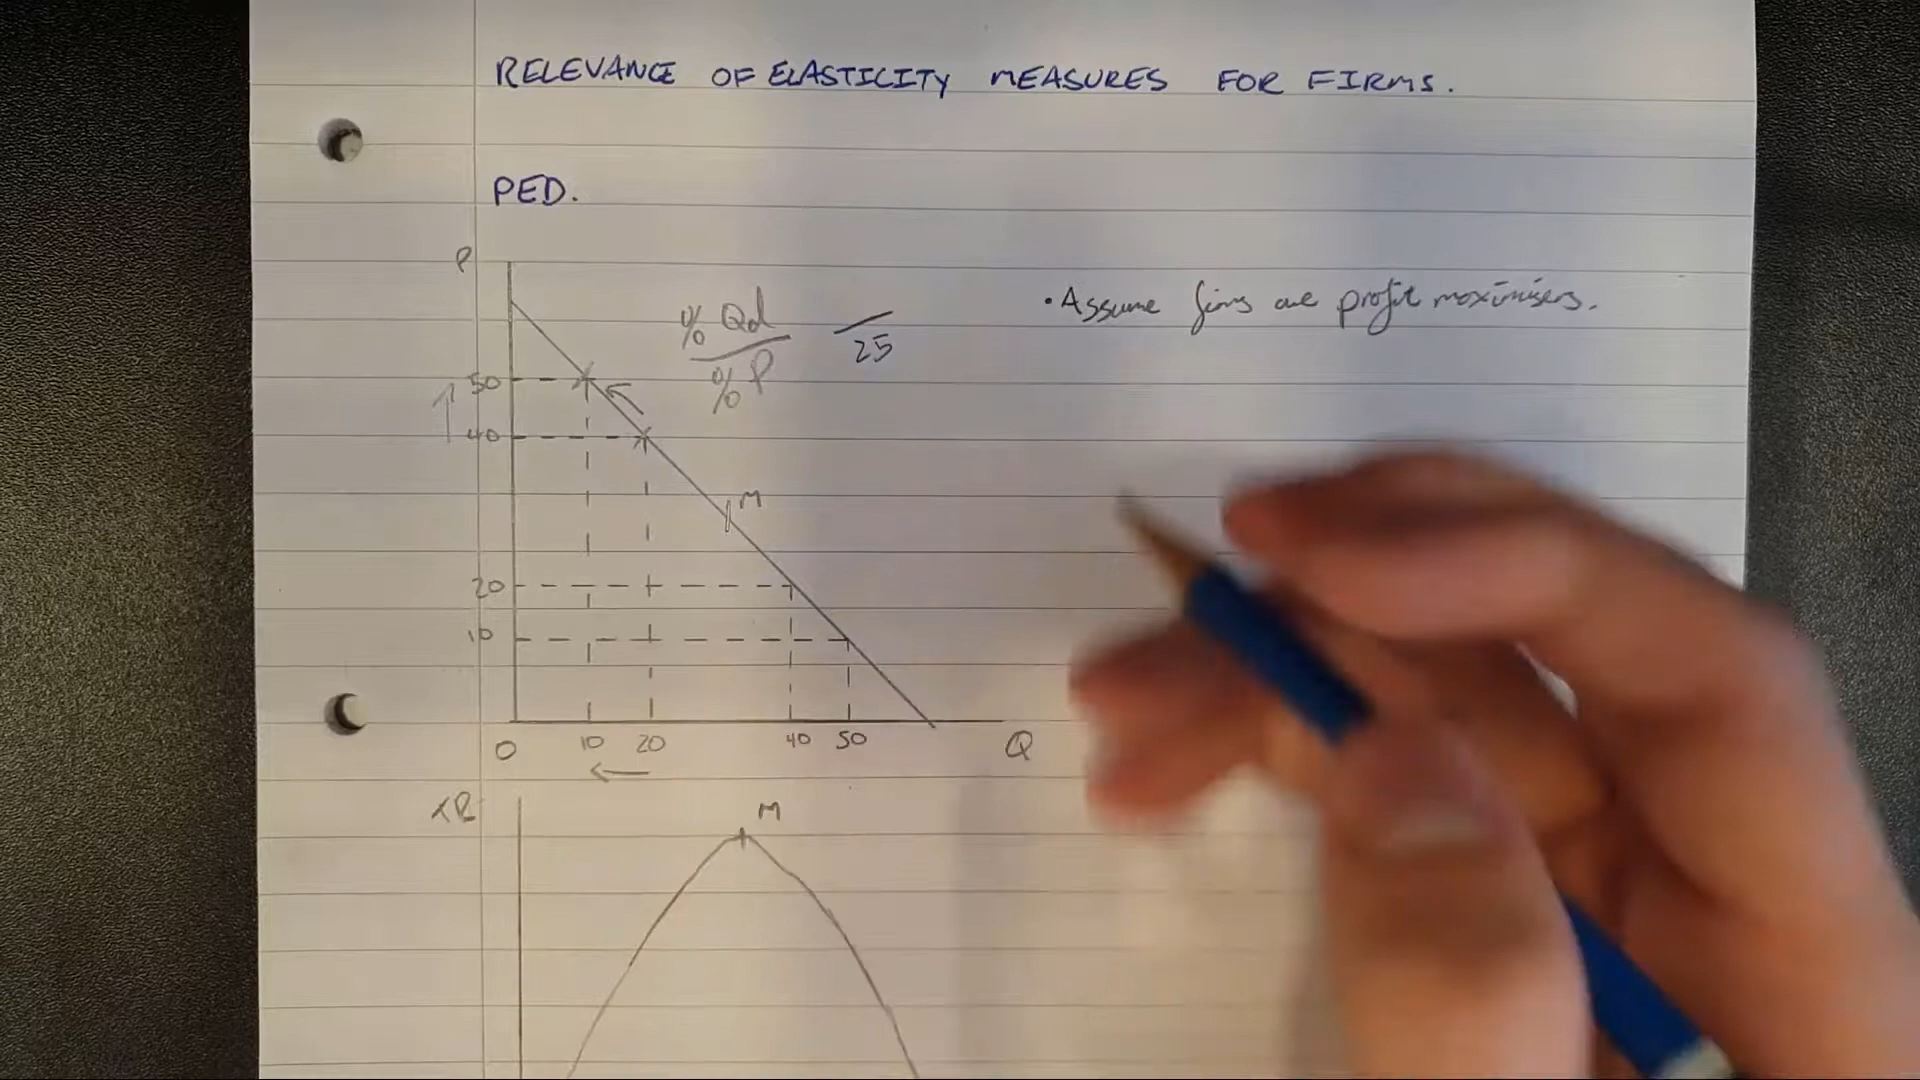 RELEVANCE OF ELASTICITY MEASURES FOR FIRMS.
PED.
P
% Qd
% P
25
• Assume firms are profit maximisers.
50
40
M
20
10
0 10 20 40 50 Q
TR
M